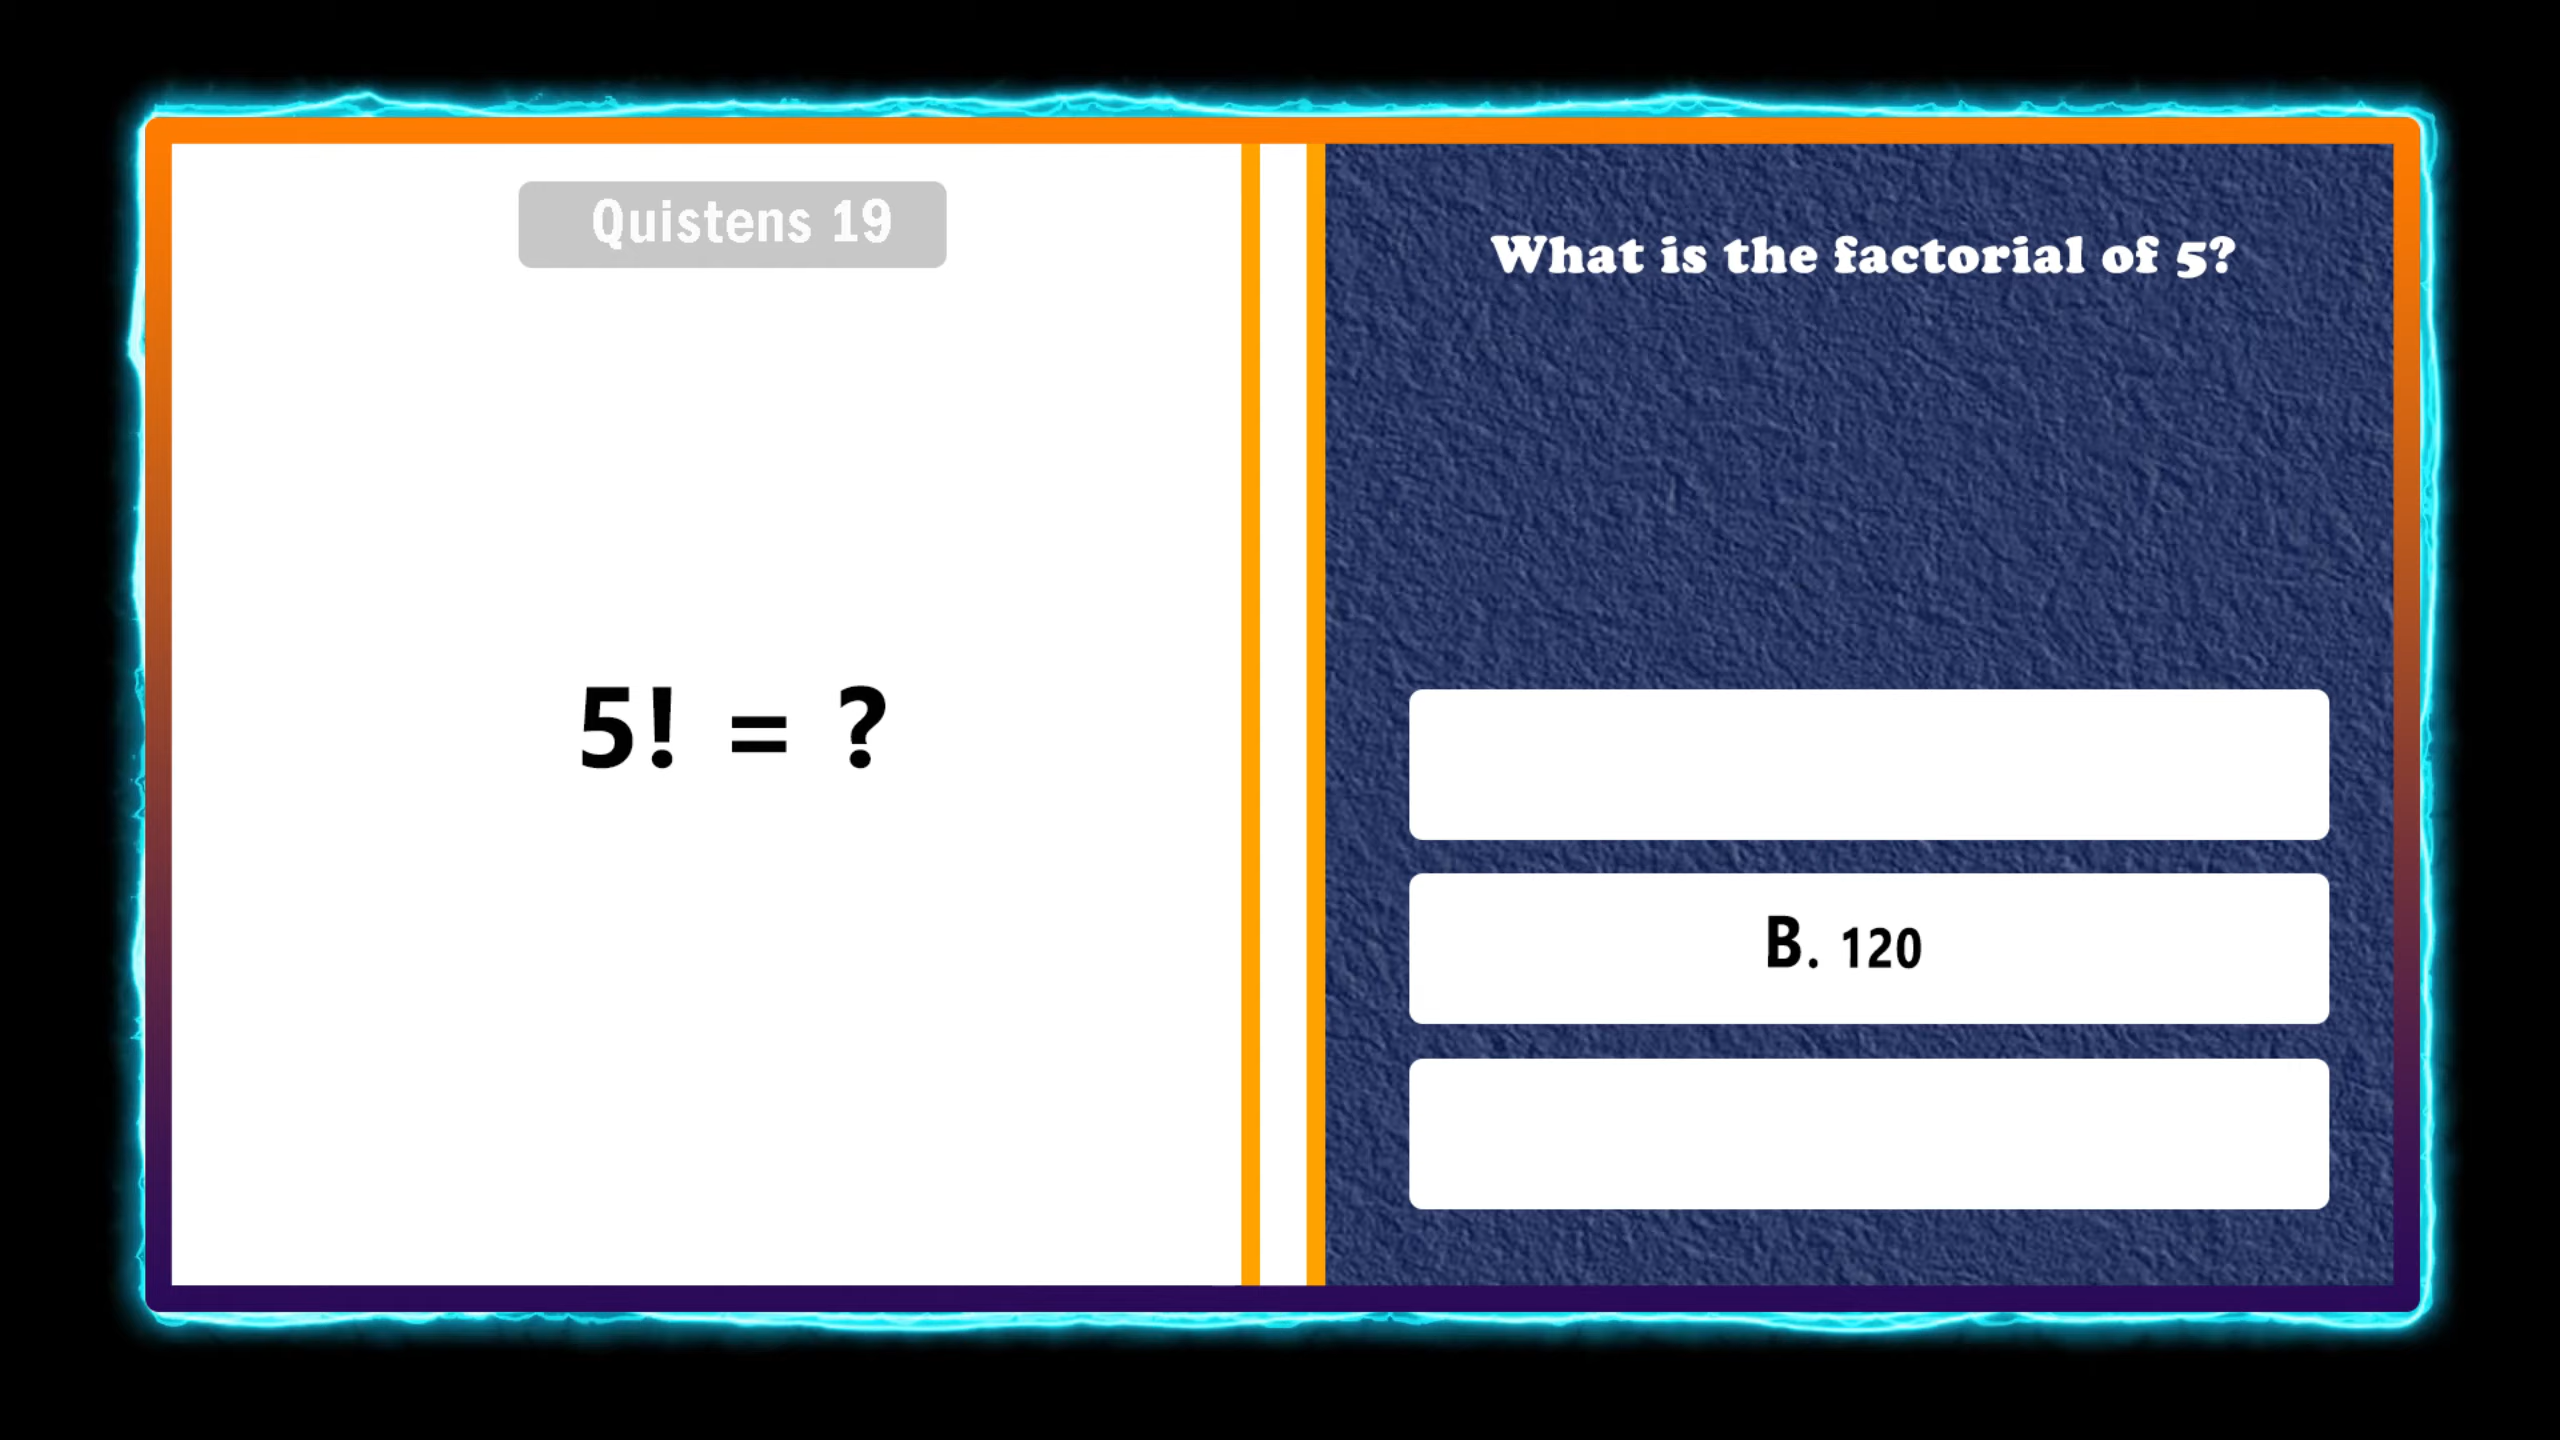 Quistens 19
5! = ?
What is the factorial of 5?
B. 120